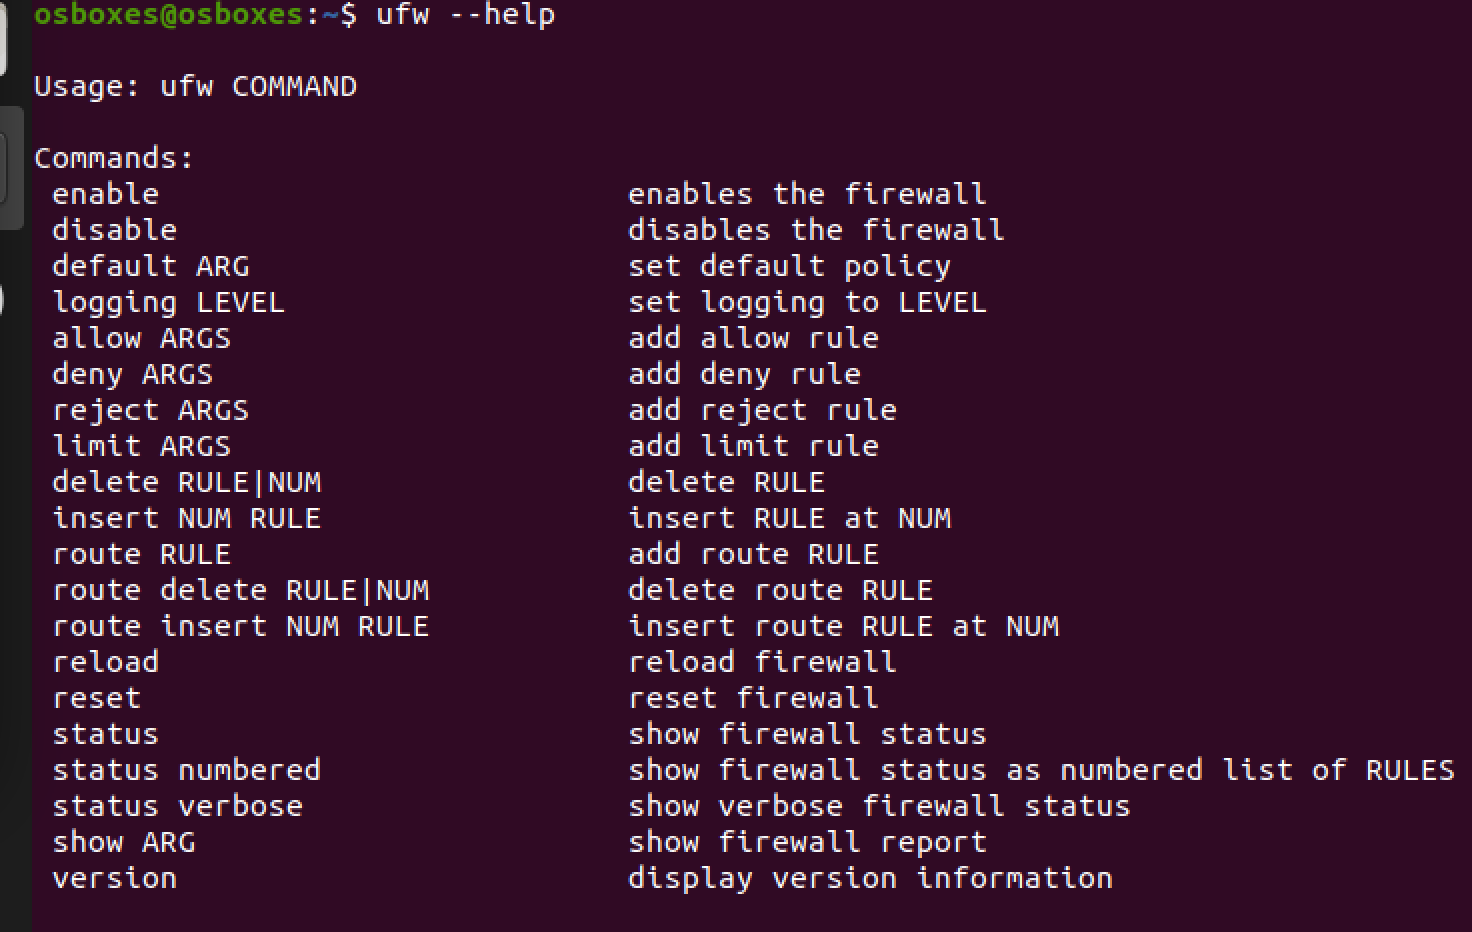 osboxes@osboxes:~$ ufw --help
Usage: ufw COMMAND
Commands:
enable enables the firewall
disable disables the firewall
default ARG set default policy
logging LEVEL set logging to LEVEL
allow ARGS add allow rule
deny ARGS add deny rule
reject ARGS add reject rule
limit ARGS add limit rule
delete RULE|NUM delete RULE
insert NUM RULE insert RULE at NUM
route RULE add route RULE
route delete RULE|NUM delete route RULE
route insert NUM RULE insert route RULE at NUM
reload reload firewall
reset reset firewall
status show firewall status
status numbered show firewall status as numbered list of RULES
status verbose show verbose firewall status
show ARG show firewall report
version display version information